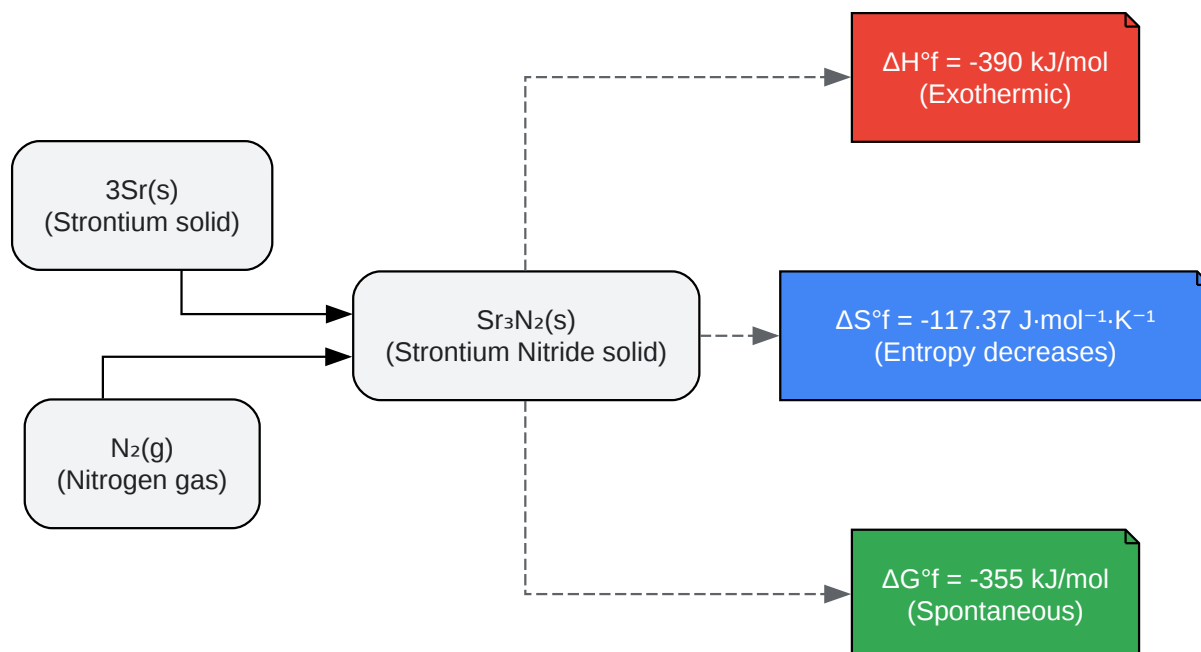 3Sr(s)
(Strontium solid)
N₂(g)
(Nitrogen gas)
Sr₃N₂(s)
(Strontium Nitride solid)
ΔH°f = -390 kJ/mol
(Exothermic)
ΔS°f = -117.37 J·mol⁻¹·K⁻¹
(Entropy decreases)
ΔG°f = -355 kJ/mol
(Spontaneous)